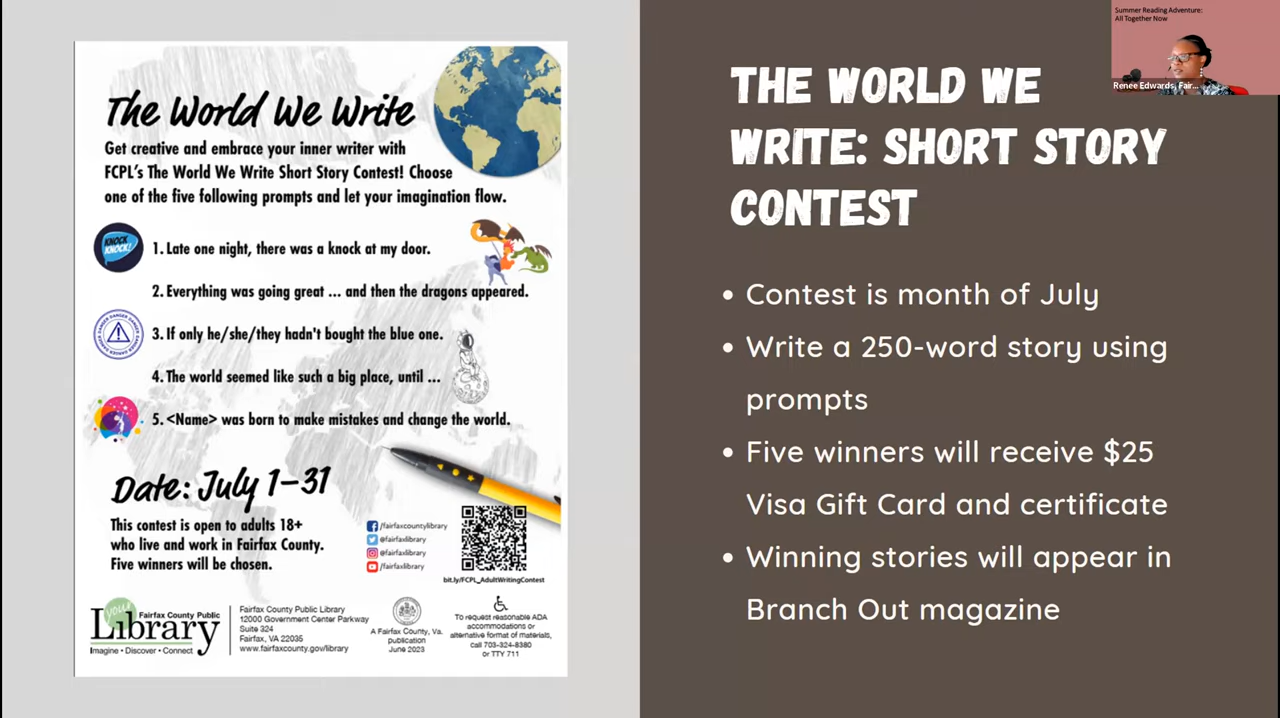 The World We Write
Get creative and embrace your inner writer with
FCPL's The World We Write Short Story Contest! Choose
one of the five following prompts and let your imagination flow.
KNOCK
KNOCK!
1. Late one night, there was a knock at my door.
2. Everything was going great ... and then the dragons appeared.
3. If only he/she/they hadn't bought the blue one.
4. The world seemed like such a big place, until ...
5. <Name> was born to make mistakes and change the world.
Date: July 1–31
This contest is open to adults 18+
who live and work in Fairfax County.
Five winners will be chosen.
/fairfaxcountylibrary
@fairfaxlibrary
@fairfaxlibrary
/fairfaxlibrary
bit.ly/FCPL_AdultWritingContest
your
Fairfax County Public
Library
Imagine • Discover • Connect
Fairfax County Public Library
12000 Government Center Parkway
Suite 324
Fairfax, VA 22035
www.fairfaxcounty.gov/library
A Fairfax County, Va.
publication
June 2023
To request reasonable ADA
accommodations or
alternative format of materials,
call 703-324-8380
or TTY 711
THE WORLD WE
WRITE: SHORT STORY
CONTEST
• Contest is month of July
• Write a 250-word story using
prompts
• Five winners will receive $25
Visa Gift Card and certificate
• Winning stories will appear in
Branch Out magazine
Summer Reading Adventure:
All Together Now
Renee Edwards, Fair...